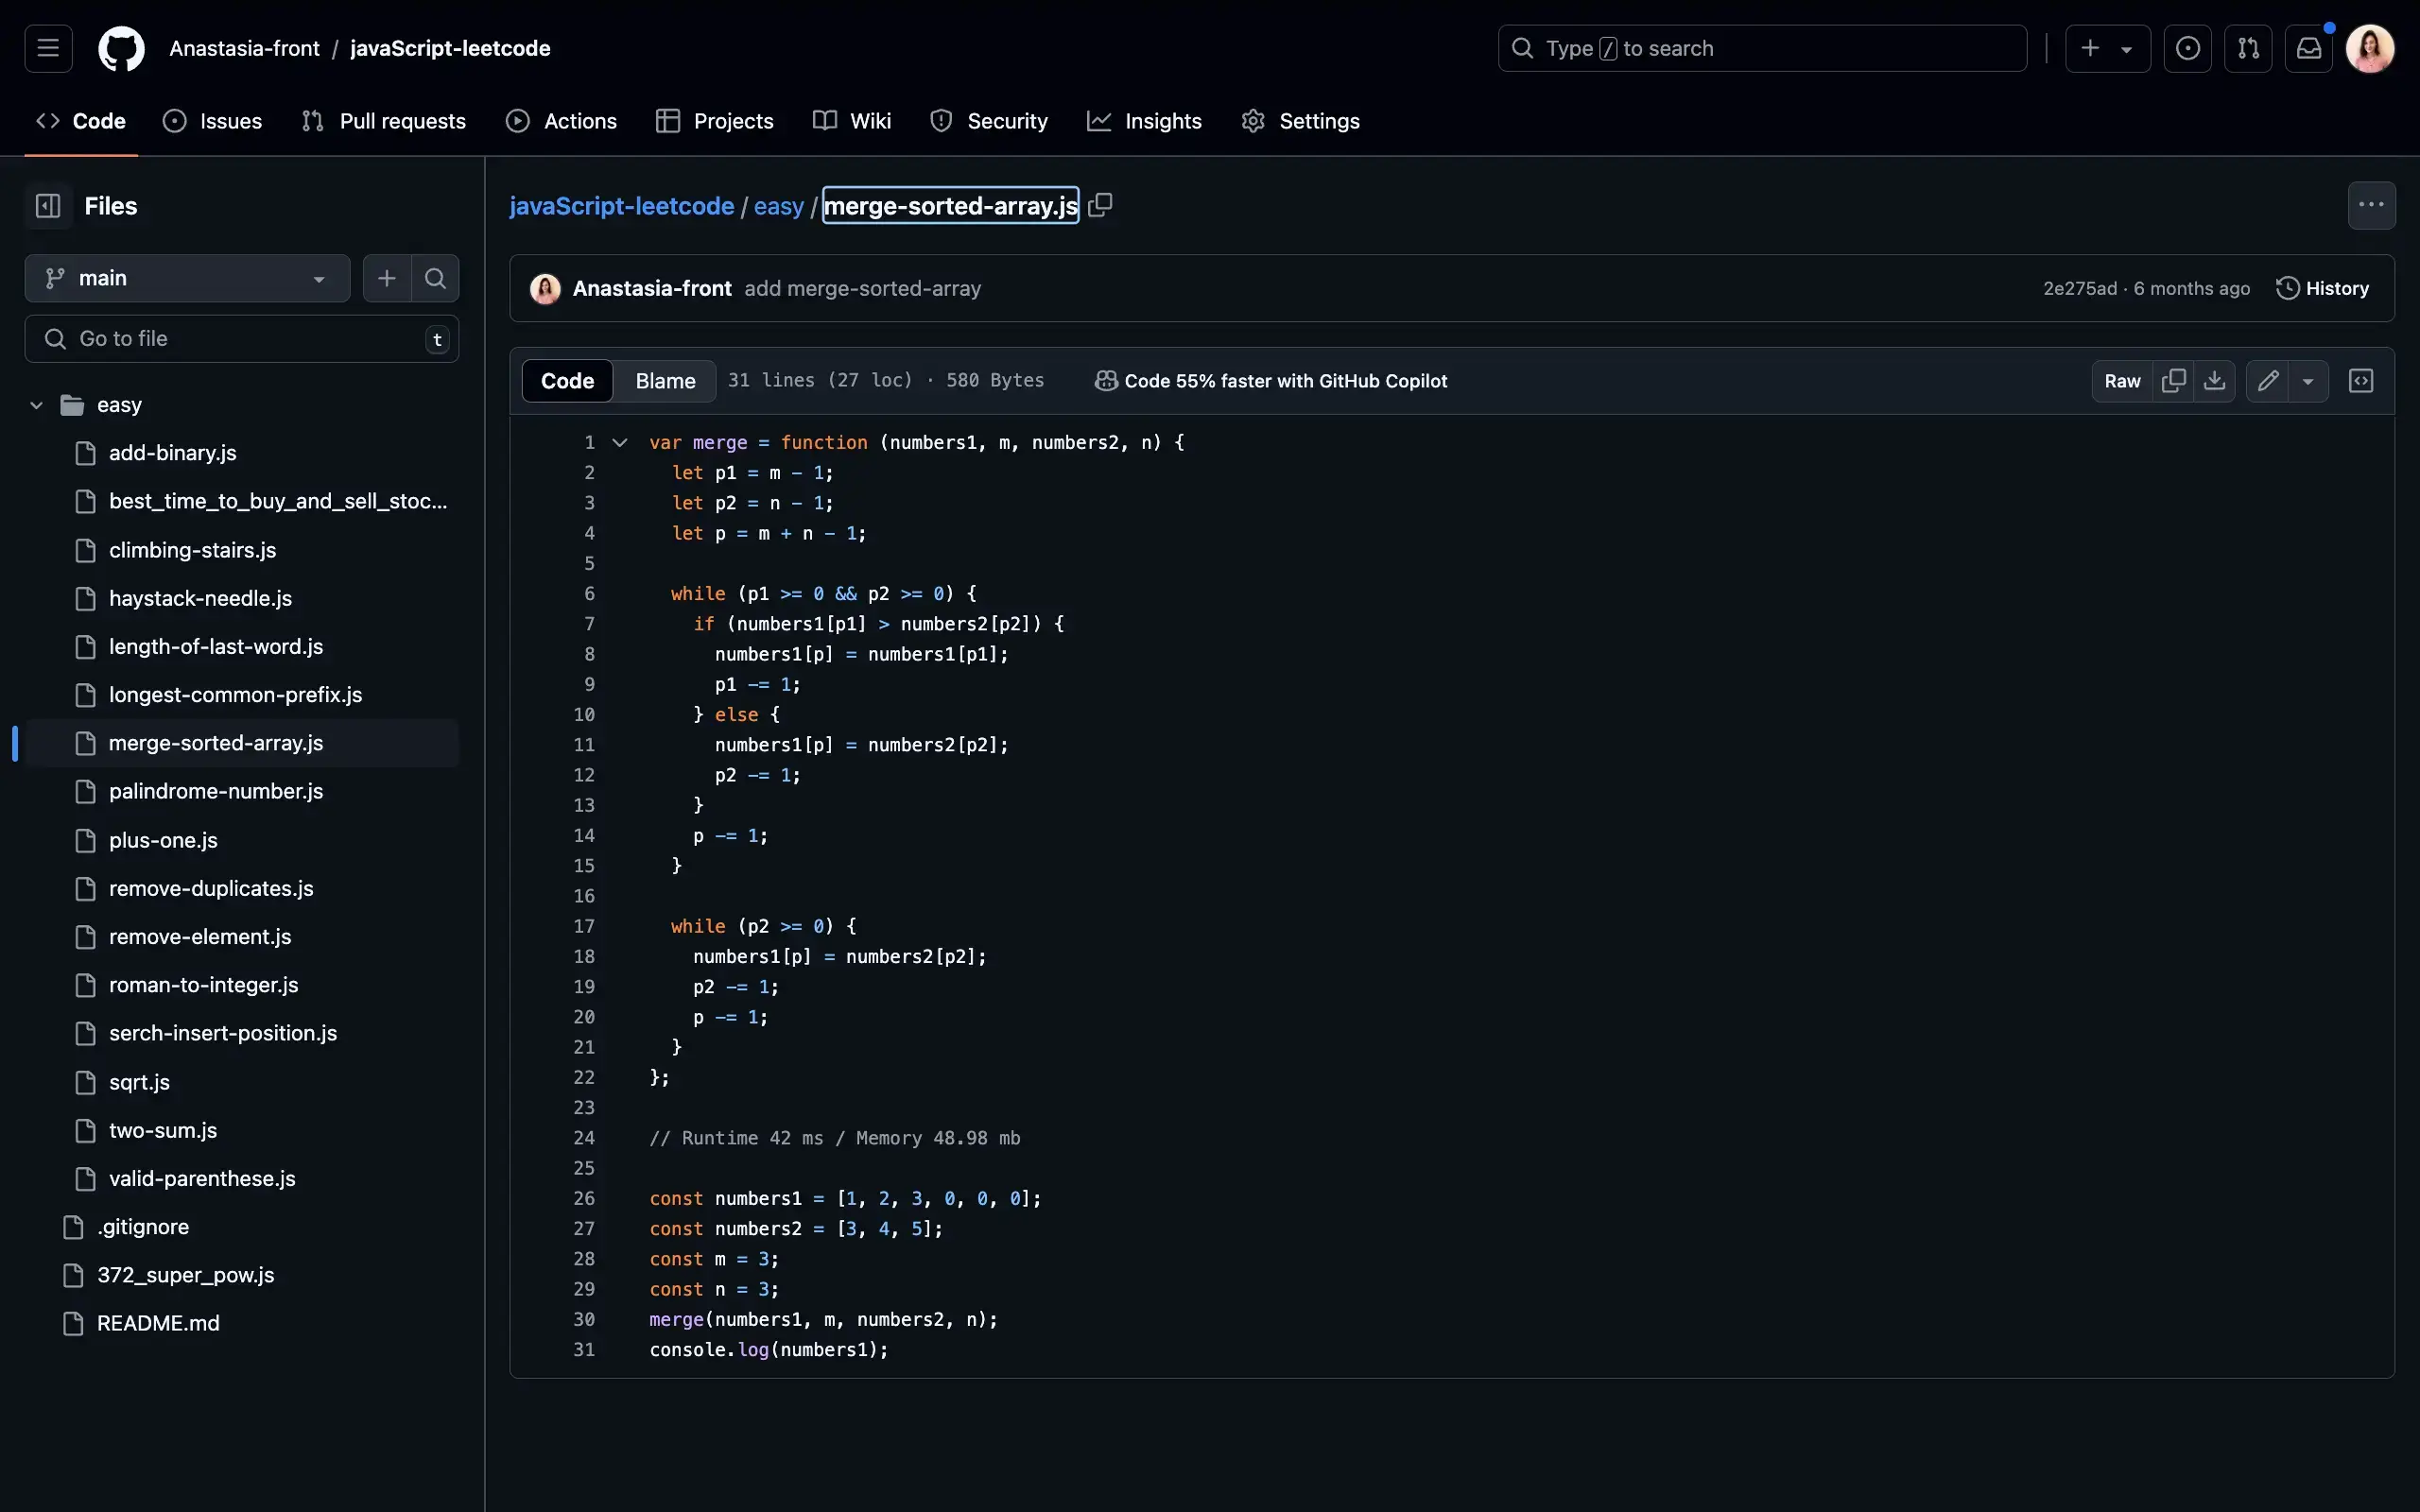 Anastasia-front / javaScript-leetcode
Type / to search
Code
Issues
Pull requests
Actions
Projects
Wiki
Security
Insights
Settings
Files
main
Go to file
t
easy
add-binary.js
best_time_to_buy_and_sell_stoc...
climbing-stairs.js
haystack-needle.js
length-of-last-word.js
longest-common-prefix.js
merge-sorted-array.js
palindrome-number.js
plus-one.js
remove-duplicates.js
remove-element.js
roman-to-integer.js
serch-insert-position.js
sqrt.js
two-sum.js
valid-parenthese.js
.gitignore
372_super_pow.js
README.md
javaScript-leetcode / easy / merge-sorted-array.js
Anastasia-front add merge-sorted-array
2e275ad · 6 months ago
History
Code
Blame
31 lines (27 loc) · 580 Bytes
Code 55% faster with GitHub Copilot
Raw
1 var merge = function (numbers1, m, numbers2, n) {
2   let p1 = m - 1;
3   let p2 = n - 1;
4   let p = m + n - 1;
5
6   while (p1 >= 0 && p2 >= 0) {
7     if (numbers1[p1] > numbers2[p2]) {
8       numbers1[p] = numbers1[p1];
9       p1 -= 1;
10     } else {
11       numbers1[p] = numbers2[p2];
12       p2 -= 1;
13     }
14     p -= 1;
15   }
16
17   while (p2 >= 0) {
18     numbers1[p] = numbers2[p2];
19     p2 -= 1;
20     p -= 1;
21   }
22 };
23
24 // Runtime 42 ms / Memory 48.98 mb
25
26 const numbers1 = [1, 2, 3, 0, 0, 0];
27 const numbers2 = [3, 4, 5];
28 const m = 3;
29 const n = 3;
30 merge(numbers1, m, numbers2, n);
31 console.log(numbers1);